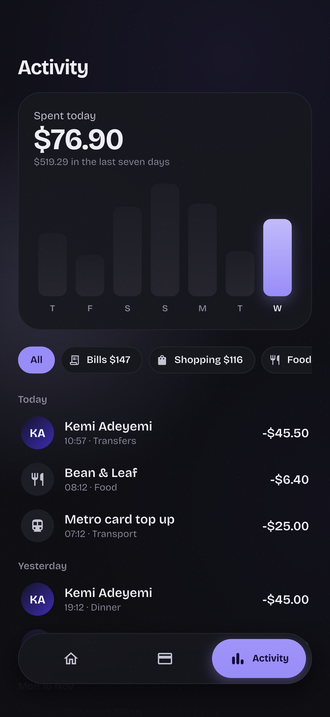 Activity
Spent today
$76.90
$519.29 in the last seven days
T F S S M T W
All Bills $147 Shopping $116 Food
Today
KA Kemi Adeyemi -$45.50
10:57 · Transfers
Bean & Leaf -$6.40
08:12 · Food
Metro card top up -$25.00
07:12 · Transport
Yesterday
KA Kemi Adeyemi -$45.00
19:12 · Dinner
Activity